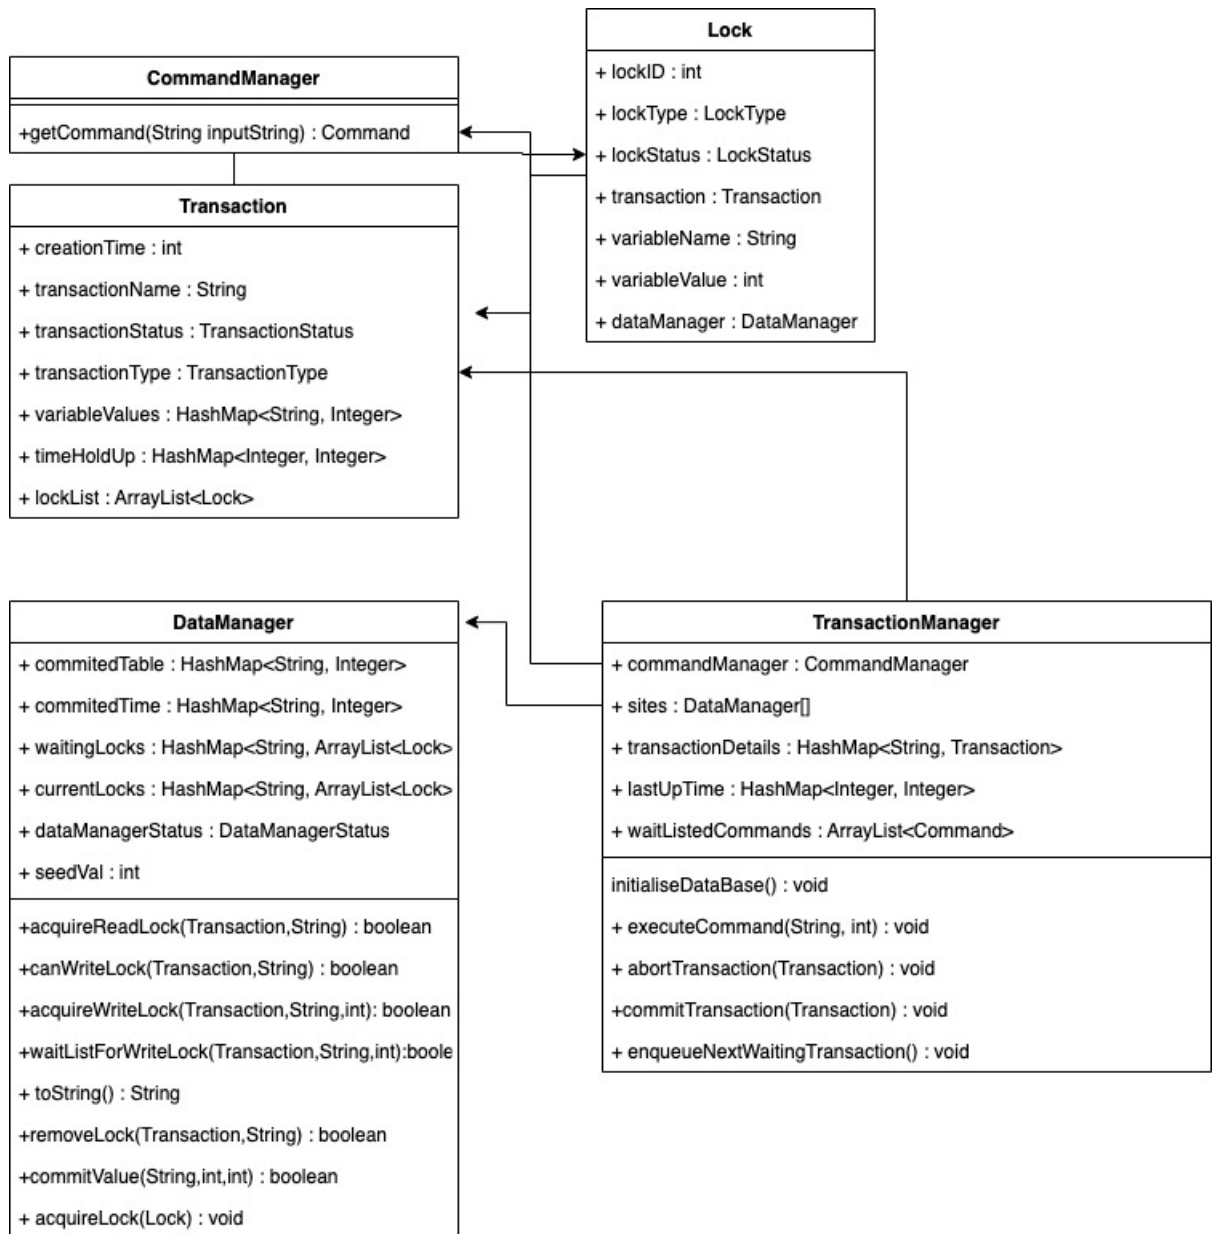 CommandManager
+getCommand(String inputString) : Command
Lock
+ lockID : int
+ lockType : LockType
+ lockStatus : LockStatus
+ transaction : Transaction
+ variableName : String
+ variableValue : int
+ dataManager : DataManager
Transaction
+ creationTime : int
+ transactionName : String
+ transactionStatus : TransactionStatus
+ transactionType : TransactionType
+ variableValues : HashMap<String, Integer>
+ timeHoldUp : HashMap<Integer, Integer>
+ lockList : ArrayList<Lock>
DataManager
+ commitedTable : HashMap<String, Integer>
+ commitedTime : HashMap<String, Integer>
+ waitingLocks : HashMap<String, ArrayList<Lock>
+ currentLocks : HashMap<String, ArrayList<Lock>
+ dataManagerStatus : DataManagerStatus
+ seedVal : int
+acquireReadLock(Transaction,String) : boolean
+canWriteLock(Transaction,String) : boolean
+acquireWriteLock(Transaction,String,int): boolean
+waitListForWriteLock(Transaction,String,int):boole
+ toString() : String
+removeLock(Transaction,String) : boolean
+commitValue(String,int,int) : boolean
+ acquireLock(Lock) : void
TransactionManager
+ commandManager : CommandManager
+ sites : DataManager[]
+ transactionDetails : HashMap<String, Transaction>
+ lastUpTime : HashMap<Integer, Integer>
+ waitListedCommands : ArrayList<Command>
initialiseDataBase() : void
+ executeCommand(String, int) : void
+ abortTransaction(Transaction) : void
+commitTransaction(Transaction) : void
+ enqueueNextWaitingTransaction() : void